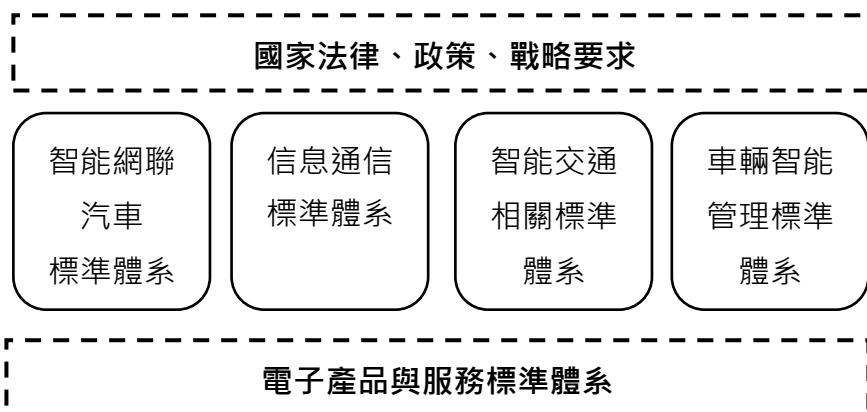 國家法律、政策、戰略要求
智能網聯
汽車
標準體系
信息通信
標準體系
智能交通
相關標準
體系
車輛智能
管理標準
體系
電子產品與服務標準體系